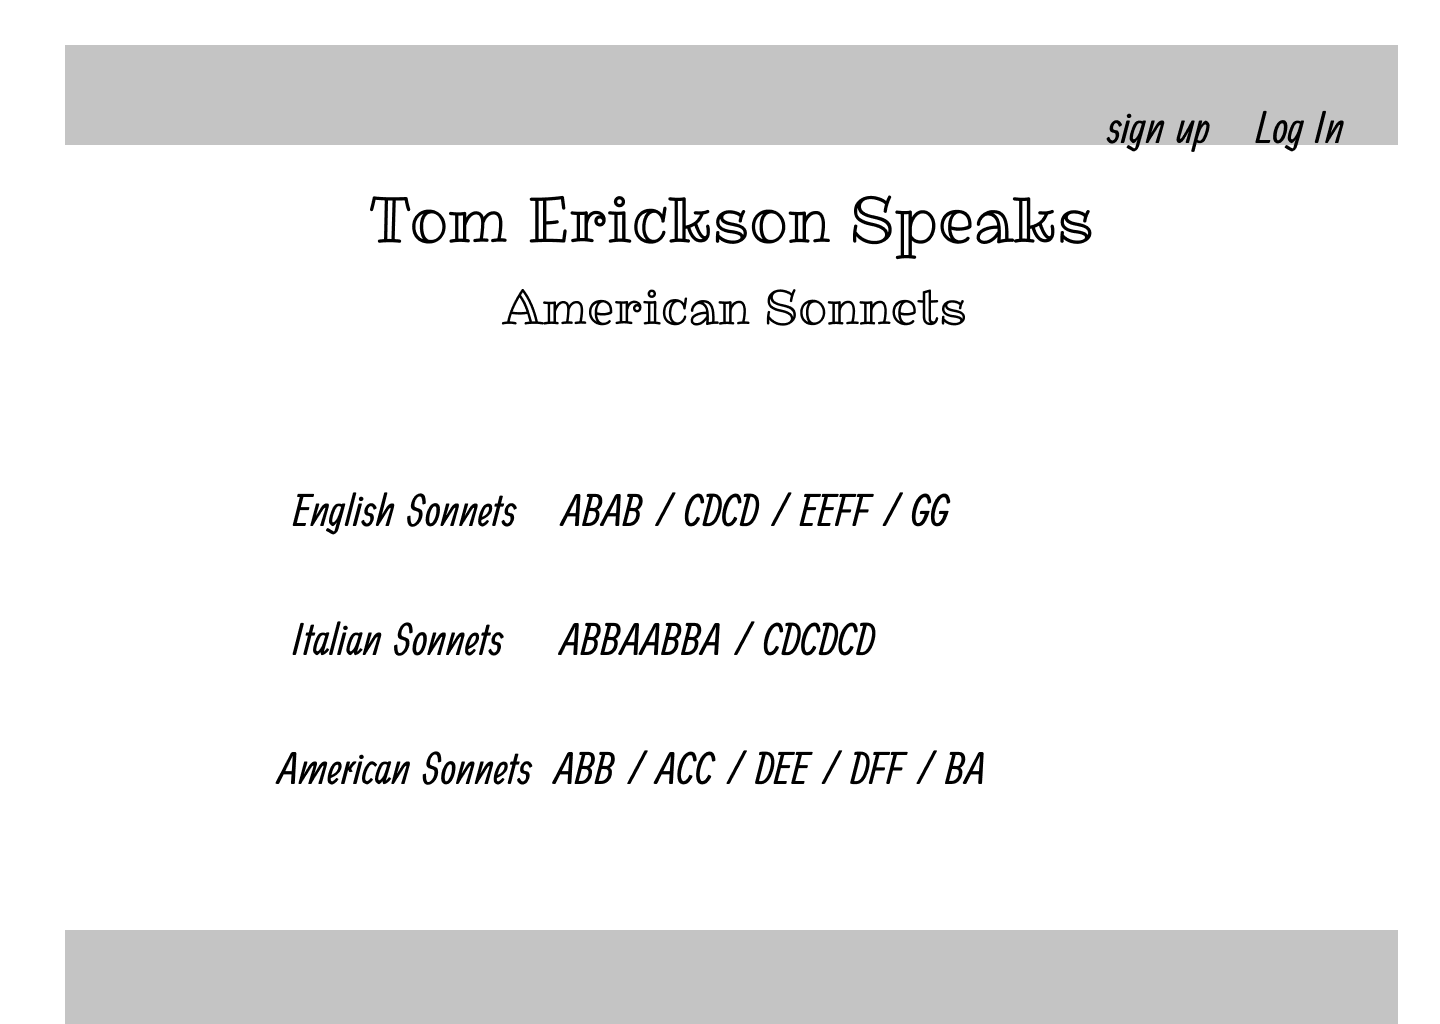 sign up Log In
Tom Erickson Speaks
American Sonnets
English Sonnets ABAB / CDCD / EEFF / GG
Italian Sonnets ABBAABBA / CDCDCD
American Sonnets ABB / ACC / DEE / DFF / BA